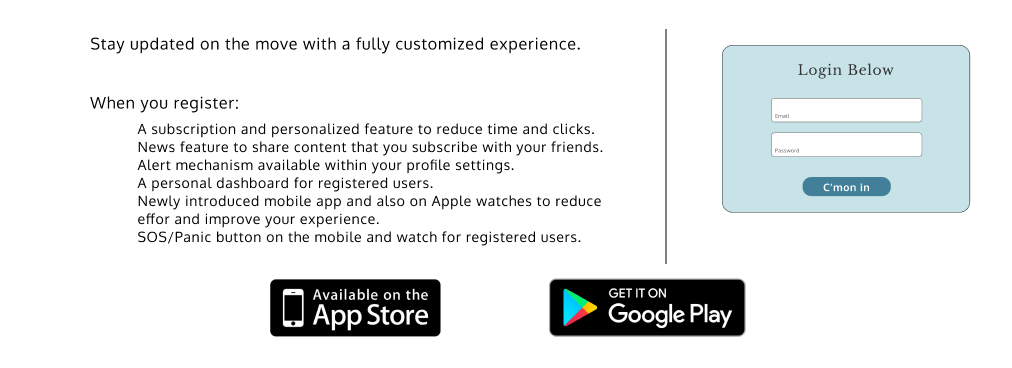 Stay updated on the move with a fully customized experience.
When you register:
A subscription and personalized feature to reduce time and clicks.
News feature to share content that you subscribe with your friends.
Alert mechanism available within your profile settings.
A personal dashboard for registered users.
Newly introduced mobile app and also on Apple watches to reduce
effor and improve your experience.
SOS/Panic button on the mobile and watch for registered users.
Login Below
Email
Password
C'mon in
Available on the
App Store
GET IT ON
Google Play